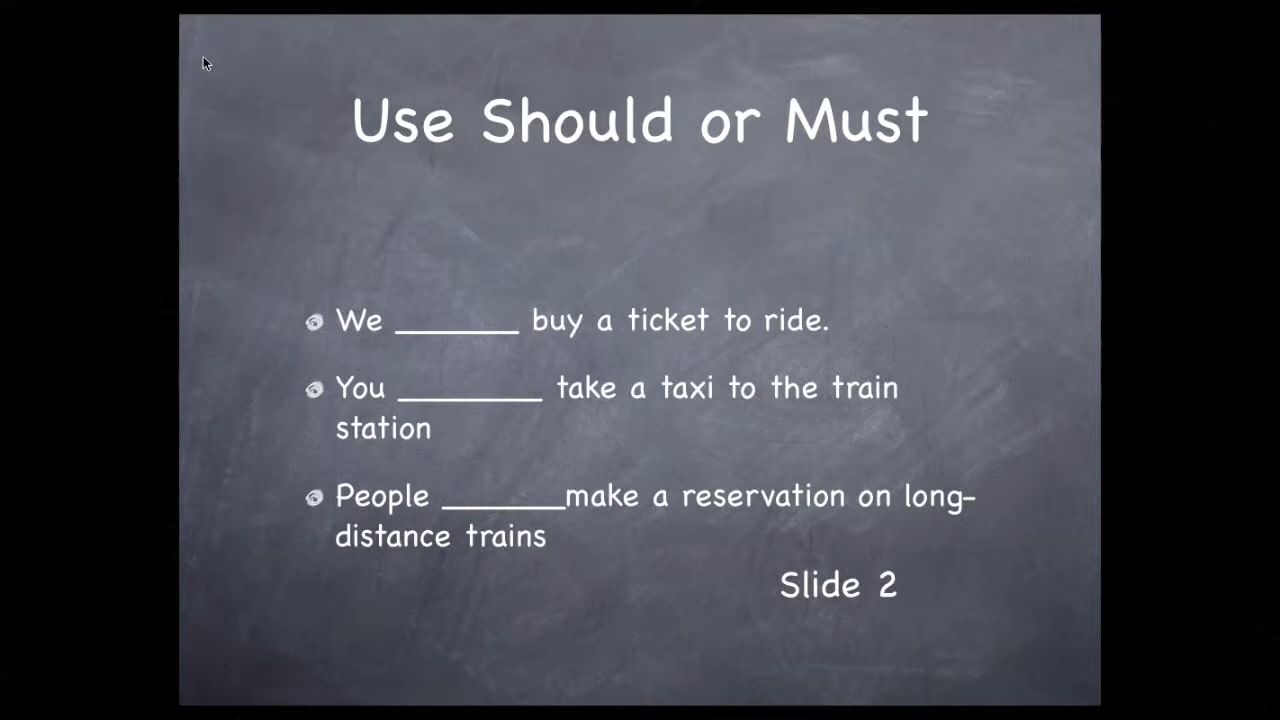 Use Should or Must
We _______ buy a ticket to ride.
You ________ take a taxi to the train
station
People _______make a reservation on long-
distance trains
Slide 2